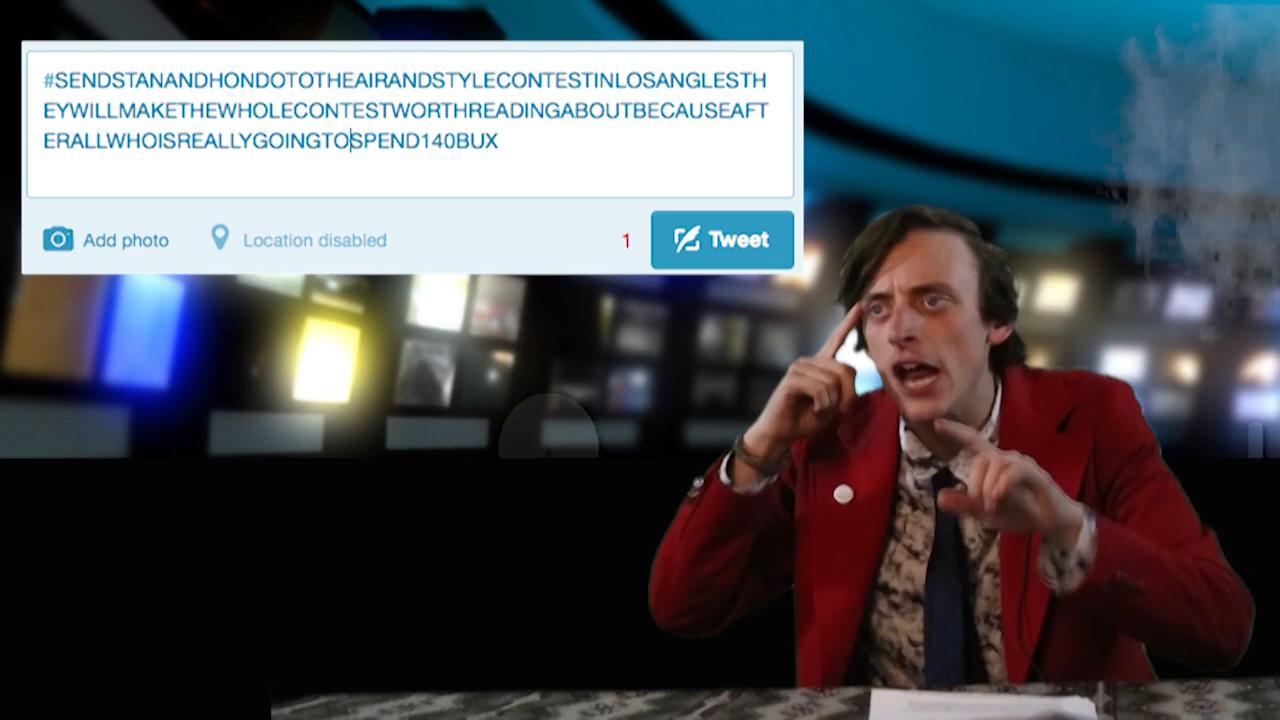 #SENDSTANANDHONDOTOTHEAIRANDSTYLECONTESTINLOSANGLESTH
EYWILLMAKETHEWHOLECONTESTWORTHREADINGABOUTBECAUSEAFT
ERALLWHOISREALLYGOINGTOSPEND140BUX
Add photo Location disabled 1 Tweet